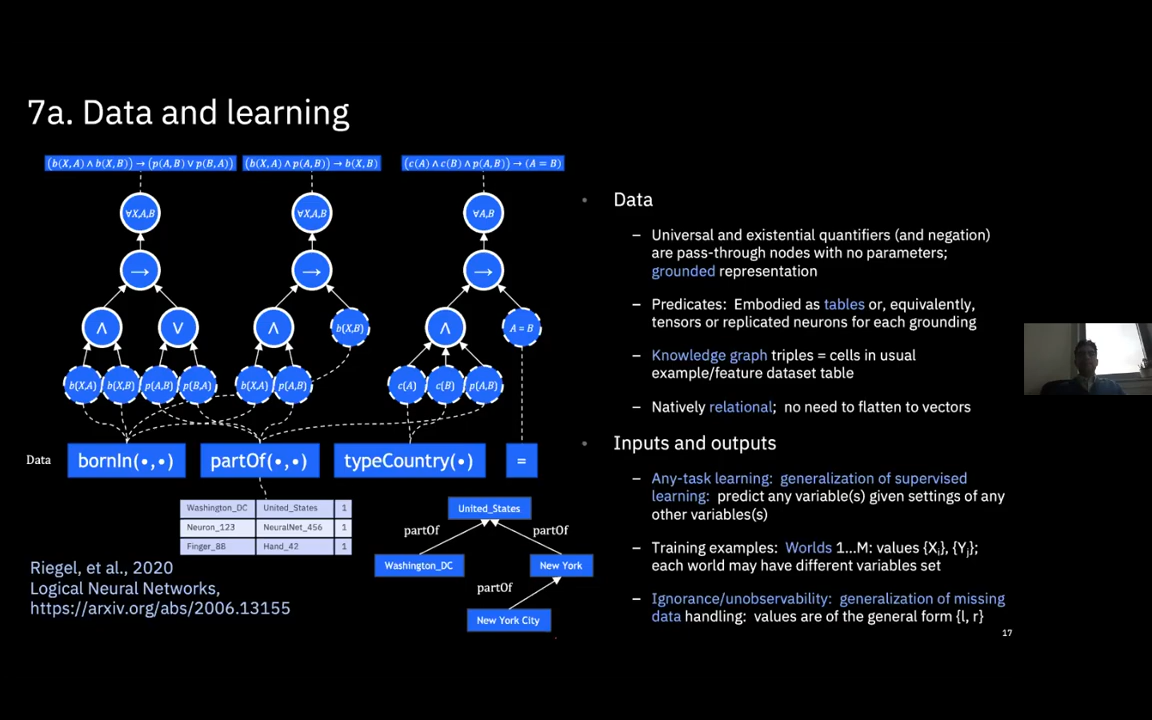 7a. Data and learning
(b(X,A) ∧ b(X,B)) → (p(A,B) ∨ p(B,A))
(b(X,A) ∧ p(A,B)) → b(X,B)
(c(A) ∧ c(B) ∧ p(A,B)) → (A = B)
∀X,A,B
∀X,A,B
∀A,B
→
→
→
∧
∨
∧
b(X,B)
∧
A = B
b(X,A)
b(X,B)
p(A,B)
p(B,A)
b(X,A)
p(A,B)
c(A)
c(B)
p(A,B)
Data
bornIn(•,•)
partOf(•,•)
typeCountry(•)
=
Washington_DC United_States 1
Neuron_123 NeuralNet_456 1
Finger_8B Hand_42 1
United_States
partOf
partOf
Washington_DC
New York
partOf
New York City
Riegel, et al., 2020
Logical Neural Networks,
https://arxiv.org/abs/2006.13155
• Data
– Universal and existential quantifiers (and negation)
are pass-through nodes with no parameters;
grounded representation
– Predicates: Embodied as tables or, equivalently,
tensors or replicated neurons for each grounding
– Knowledge graph triples = cells in usual
example/feature dataset table
– Natively relational; no need to flatten to vectors
• Inputs and outputs
– Any-task learning: generalization of supervised
learning: predict any variable(s) given settings of any
other variables(s)
– Training examples: Worlds 1...M: values {Xᵢ}, {Yⱼ};
each world may have different variables set
– Ignorance/unobservability: generalization of missing
data handling: values are of the general form {l, r}
17